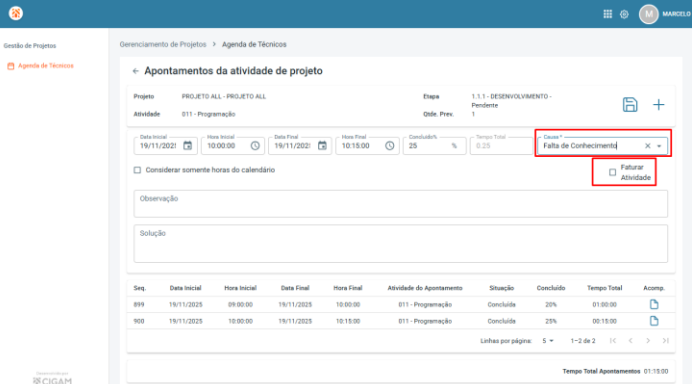 M MARCELO
Gestão de Projetos
Gerenciamento de Projetos > Agenda de Técnicos
Agenda de Técnicos
← Apontamentos da atividade de projeto
Projeto PROJETO ALL - PROJETO ALL Etapa 1.1.1 - DESENVOLVIMENTO - Pendente
Atividade 011 - Programação Qtde. Prev. 1
Data Inicial Hora Inicial Data Final Hora Final Concluído% Tempo Total Causa *
19/11/202! 10:00:00 19/11/202! 10:15:00 25 % 0.25 Falta de Conhecimento
Considerar somente horas do calendário
Faturar
Atividade
Observação
Solução
Seq. Data Inicial Hora Inicial Data Final Hora Final Atividade do Apontamento Situação Concluído Tempo Total Acomp.
899 19/11/2025 09:00:00 19/11/2025 10:00:00 011 - Programação Concluída 20% 01:00:00
900 19/11/2025 10:00:00 19/11/2025 10:15:00 011 - Programação Concluída 25% 00:15:00
Linhas por página: 5 1–2 de 2
Tempo Total Apontamentos 01:15:00
CIGAM